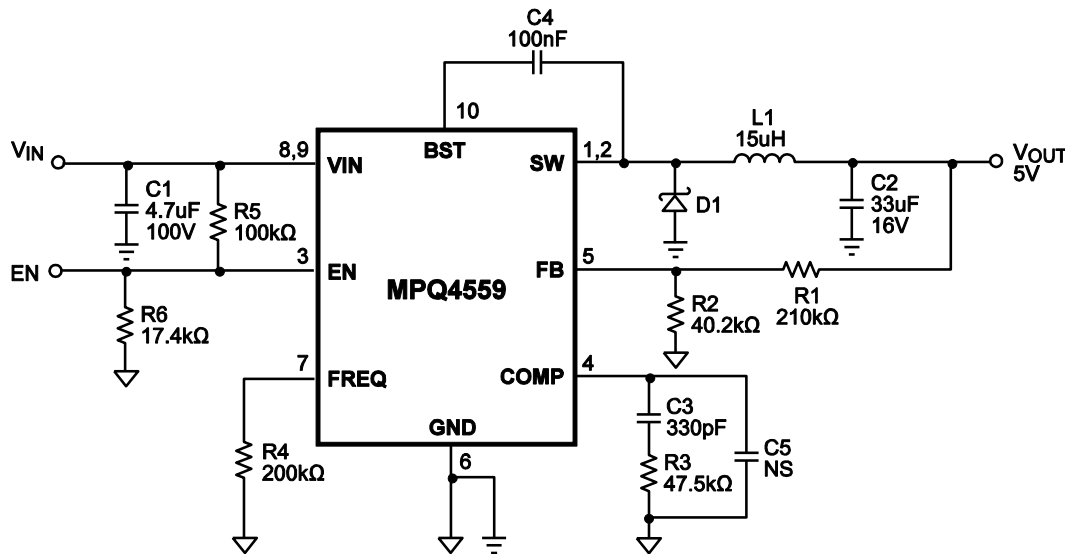 C4
100nF
10
L1
15uH
VIN
8,9
VIN
BST
SW
1,2
VOUT
5V
C1
4.7uF
100V
R5
100kΩ
D1
C2
33uF
16V
EN
3
EN
MPQ4559
FB
5
R6
17.4kΩ
R2
40.2kΩ
R1
210kΩ
7
FREQ
COMP
4
GND
6
R4
200kΩ
C3
330pF
R3
47.5kΩ
C5
NS